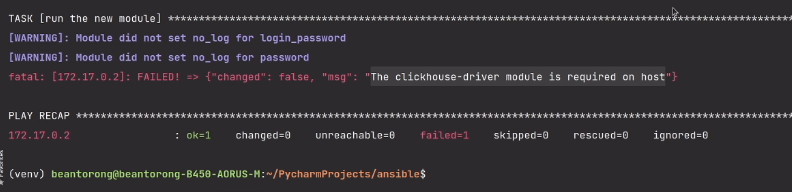 TASK [run the new module] ****************************************************************************************************
[WARNING]: Module did not set no_log for login_password
[WARNING]: Module did not set no_log for password
fatal: [172.17.0.2]: FAILED! => {"changed": false, "msg": "The clickhouse-driver module is required on host"}
PLAY RECAP *******************************************************************************************************************
172.17.0.2 : ok=1 changed=0 unreachable=0 failed=1 skipped=0 rescued=0 ignored=0
(venv) beantorong@beantorong-B450-AORUS-M:~/PycharmProjects/ansible$